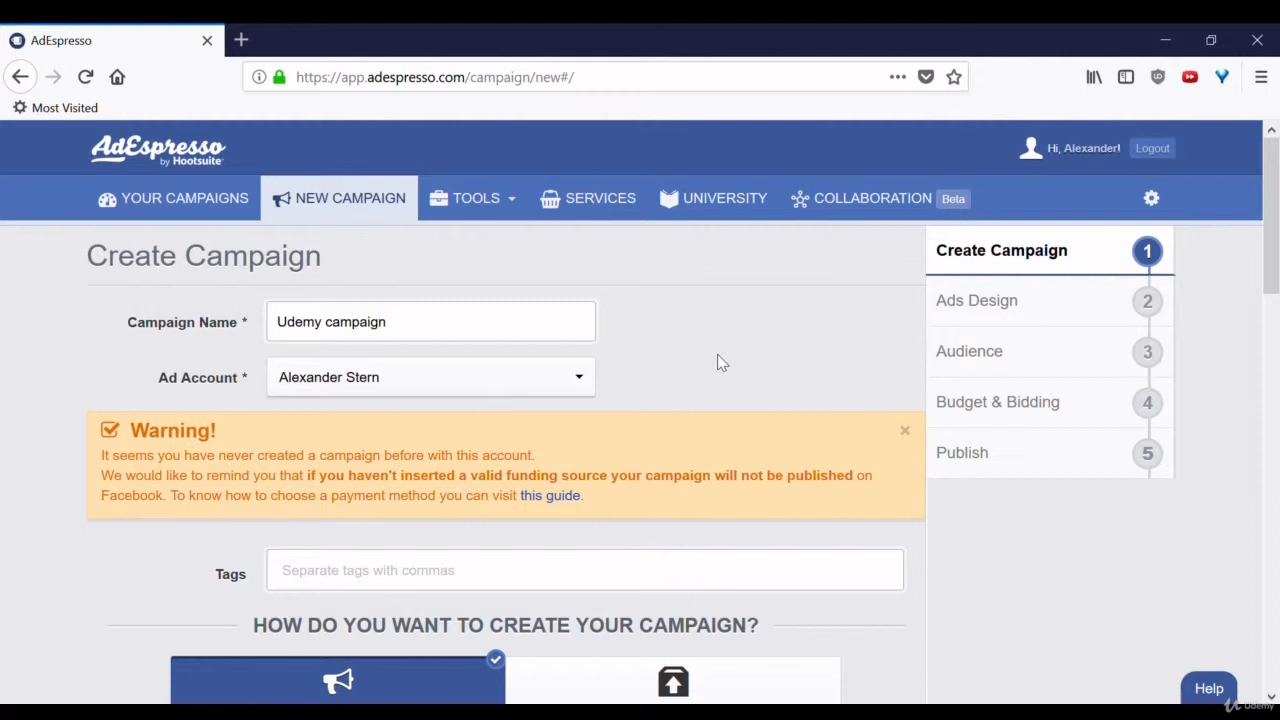 AdEspresso
https://app.adespresso.com/campaign/new#/
Most Visited
AdEspresso
by Hootsuite
Hi, Alexander!
Logout
YOUR CAMPAIGNS
NEW CAMPAIGN
TOOLS
SERVICES
UNIVERSITY
COLLABORATION Beta
Create Campaign
Campaign Name *
Udemy campaign
Ad Account *
Alexander Stern
Warning!
It seems you have never created a campaign before with this account.
We would like to remind you that if you haven't inserted a valid funding source your campaign will not be published on
Facebook. To know how to choose a payment method you can visit this guide.
Tags
Separate tags with commas
HOW DO YOU WANT TO CREATE YOUR CAMPAIGN?
Create Campaign 1
Ads Design 2
Audience 3
Budget & Bidding 4
Publish 5
Help
Udemy